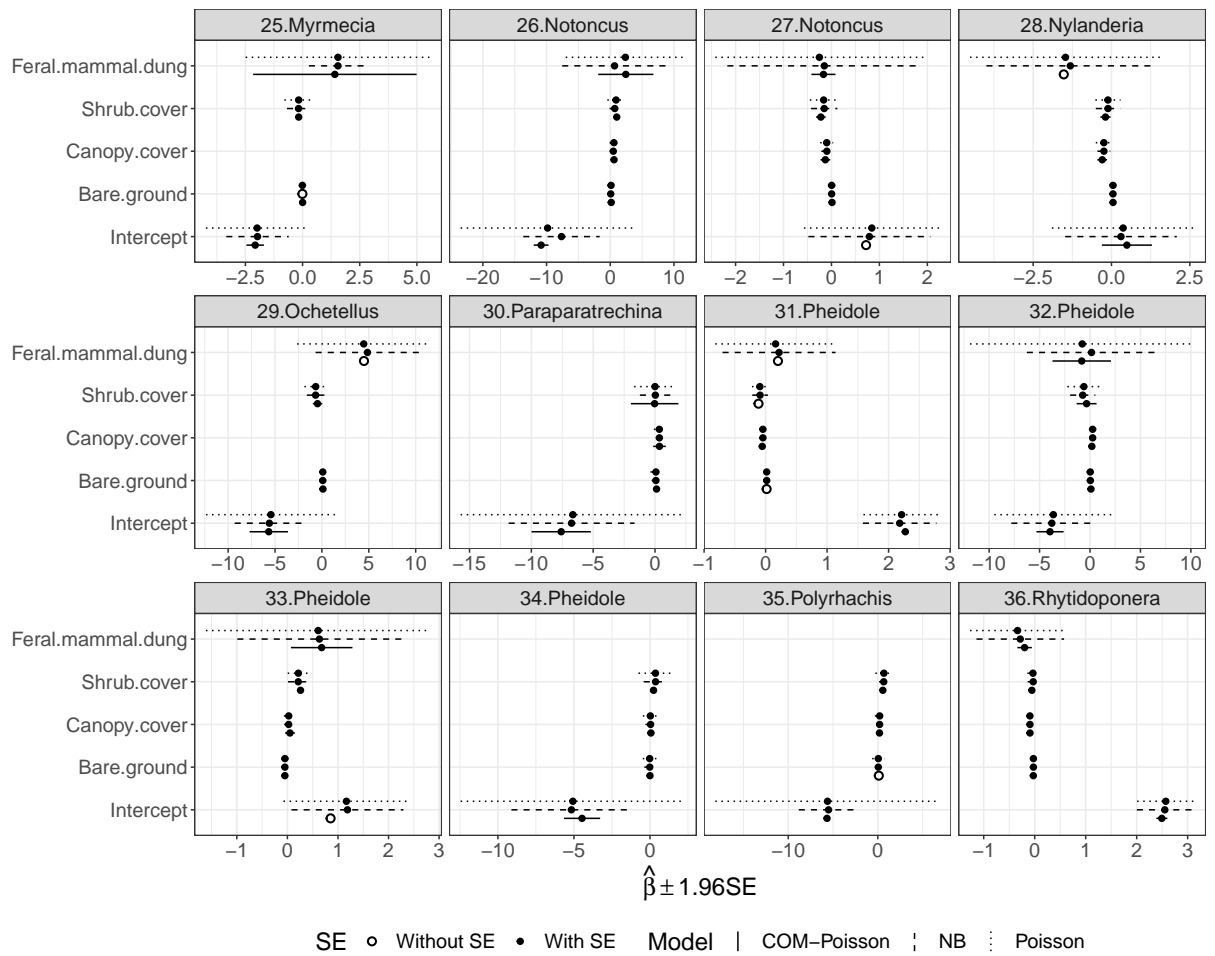 25.Myrmecia 26.Notoncus 27.Notoncus 28.Nylanderia
Feral.mammal.dung
Shrub.cover
Canopy.cover
Bare.ground
Intercept
−2.5 0.0 2.5 5.0 −20 −10 0 10 −2 −1 0 1 2 −2.5 0.0 2.5
29.Ochetellus 30.Paraparatrechina 31.Pheidole 32.Pheidole
Feral.mammal.dung
Shrub.cover
Canopy.cover
Bare.ground
Intercept
−10 −5 0 5 10 −15 −10 −5 0 −1 0 1 2 3 −10 −5 0 5 10
33.Pheidole 34.Pheidole 35.Polyrhachis 36.Rhytidoponera
Feral.mammal.dung
Shrub.cover
Canopy.cover
Bare.ground
Intercept
−1 0 1 2 3 −10 −5 0 −10 0 −1 0 1 2 3
β̂ ± 1.96SE
SE Without SE With SE Model COM−Poisson NB Poisson